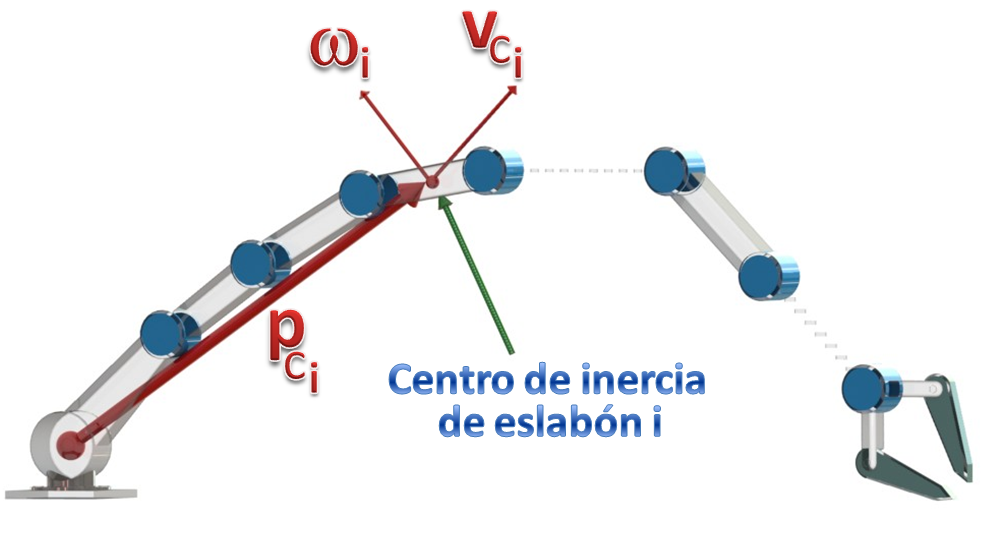 ωi
vCi
pCi
Centro de inercia
de eslabón i